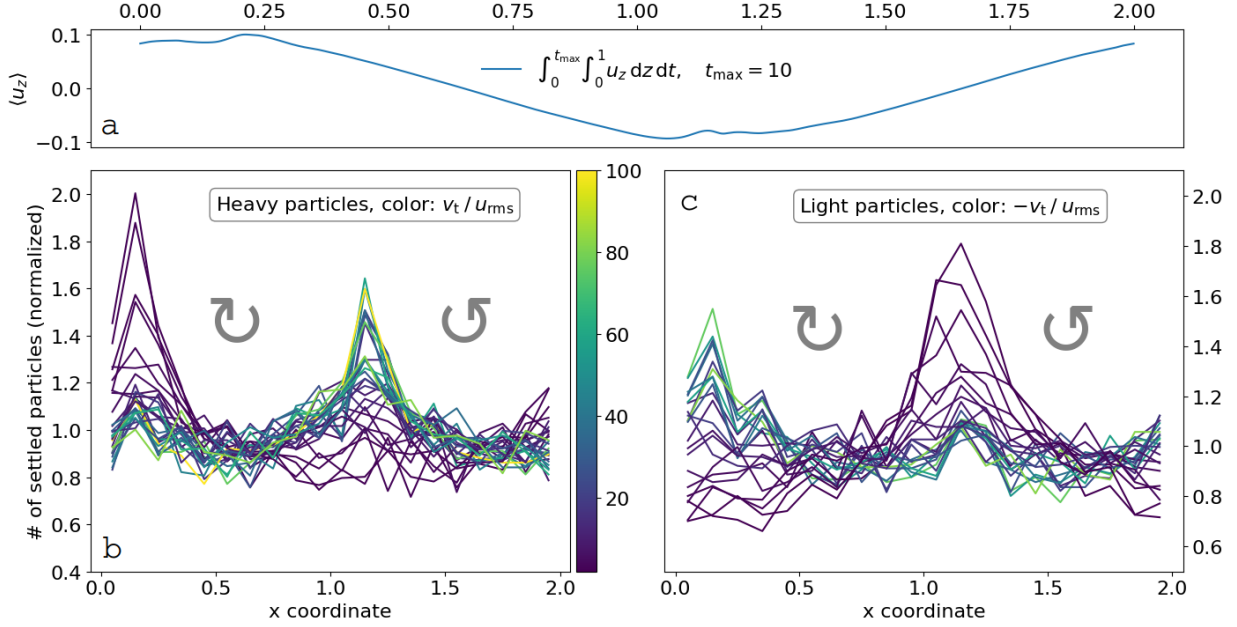 0.00 0.25 0.50 0.75 1.00 1.25 1.50 1.75 2.00
0.1
0.0
−0.1
⟨u_z⟩
∫_0^{t_max} ∫_0^1 u_z dz dt, t_max = 10
a
2.0
1.8
1.6
1.4
1.2
1.0
0.8
0.6
0.4
# of settled particles (normalized)
Heavy particles, color: v_t / u_rms
b
0.0 0.5 1.0 1.5 2.0
x coordinate
100
80
60
40
20
c
Light particles, color: −v_t / u_rms
2.0
1.8
1.6
1.4
1.2
1.0
0.8
0.6
0.0 0.5 1.0 1.5 2.0
x coordinate